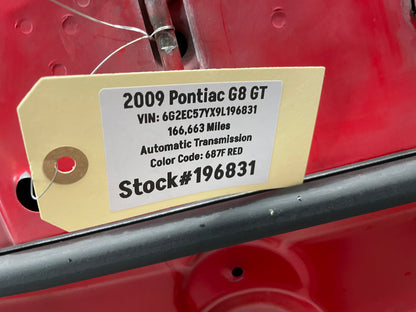 2009 Pontiac G8 GT
VIN: 6G2EC57YX9L196831
166,663 Miles
Automatic Transmission
Color Code: 687F RED
Stock#196831